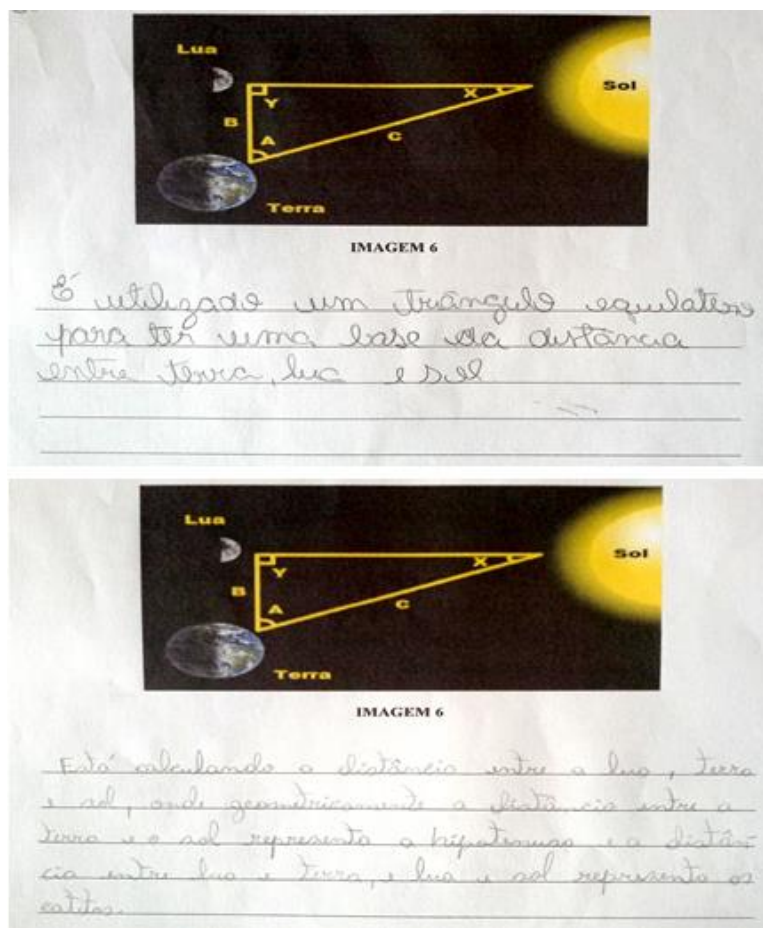 Lua
Sol
Y
X
B
A
C
Terra
IMAGEM 6
É utilizado um triângulo equilatero
para ter uma base da distância
entre terra, lua e sol
Lua
Sol
Y
X
B
A
C
Terra
IMAGEM 6
Está calculando a distância entre a lua, terra
e sol, onde geometricamente a distância entre a
terra e o sol representa a hipotenusa e a distân
cia entre lua e terra, e lua e sol representa os
catetos.